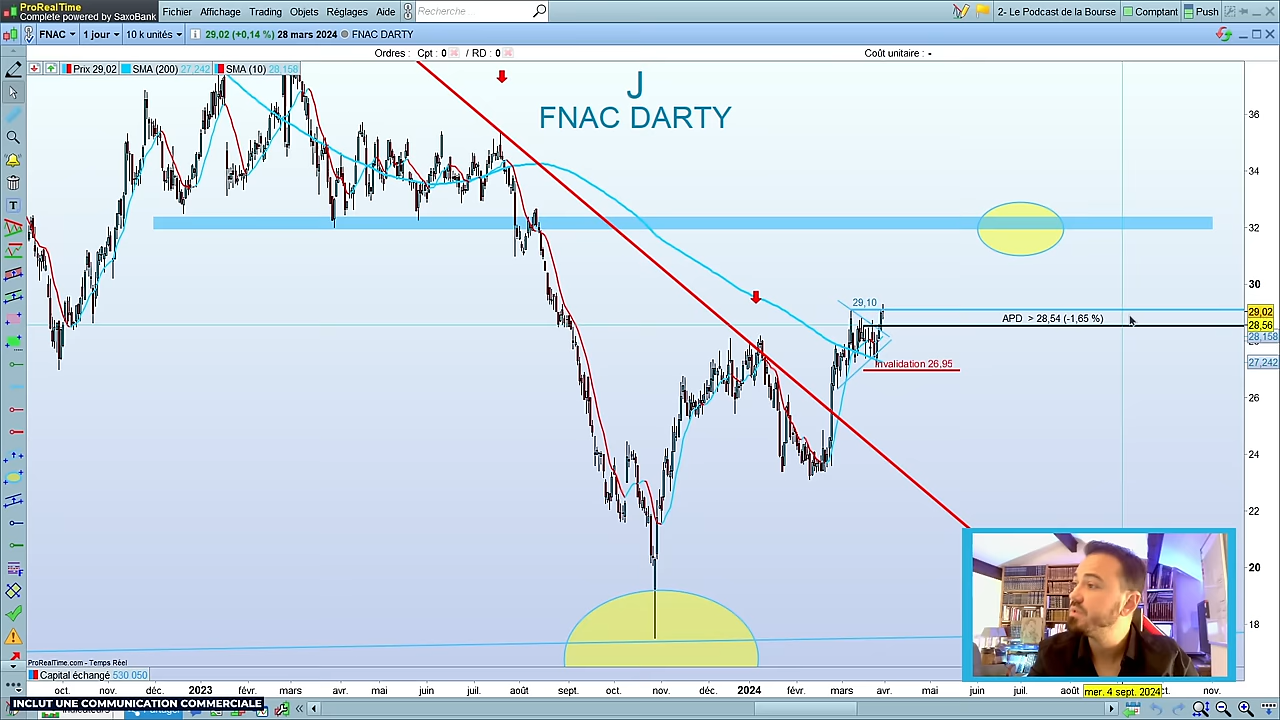 ProRealTime
Complete powered by SaxoBank
Fichier Affichage Trading Objets Réglages Aide Recherche 2- Le Podcast de la Bourse Comptant Push
FNAC 1 jour 10 k unités 29,02 (+0,14 %) 28 mars 2024 FNAC DARTY
Ordres : Cpt : 0 / RD : 0 Coût unitaire : -
Prix 29,02 SMA (200) 27,242 SMA (10) 28,158
J
FNAC DARTY
36
34
32
30
29,10
29,02
APD > 28,54 (-1,65 %)
28,56
28,158
Invalidation 26,95
27,242
26
24
22
20
18
ProRealTime.com - Temps Réel
Capital échangé 530 050
oct. nov. déc. 2023 févr. mars avr. mai juin juil. août sept. oct. nov. déc. 2024 févr. mars avr. mai juin juil. août mer. 4 sept. 2024 nov.
INCLUT UNE COMMUNICATION COMMERCIALE